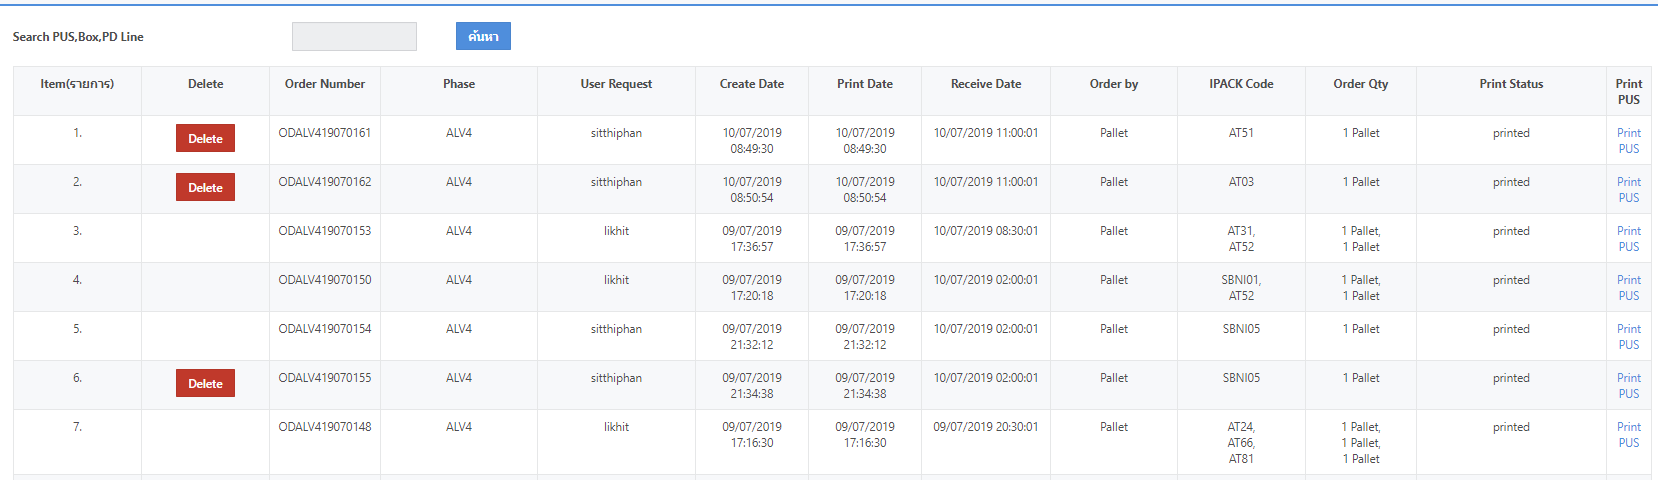 Search PUS,Box,PD Line ค้นหา
Item(รายการ) Delete Order Number Phase User Request Create Date Print Date Receive Date Order by IPACK Code Order Qty Print Status Print
PUS
1. Delete ODALV419070161 ALV4 sitthiphan 10/07/2019 10/07/2019 10/07/2019 11:00:01 Pallet AT51 1 Pallet printed Print
08:49:30 08:49:30 PUS
2. Delete ODALV419070162 ALV4 sitthiphan 10/07/2019 10/07/2019 10/07/2019 11:00:01 Pallet AT03 1 Pallet printed Print
08:50:54 08:50:54 PUS
3. ODALV419070153 ALV4 likhit 09/07/2019 09/07/2019 10/07/2019 08:30:01 Pallet AT31, 1 Pallet, printed Print
17:36:57 17:36:57 AT52 1 Pallet PUS
4. ODALV419070150 ALV4 likhit 09/07/2019 09/07/2019 10/07/2019 02:00:01 Pallet SBNI01, 1 Pallet, printed Print
17:20:18 17:20:18 AT52 1 Pallet PUS
5. ODALV419070154 ALV4 sitthiphan 09/07/2019 09/07/2019 10/07/2019 02:00:01 Pallet SBNI05 1 Pallet printed Print
21:32:12 21:32:12 PUS
6. Delete ODALV419070155 ALV4 sitthiphan 09/07/2019 09/07/2019 10/07/2019 02:00:01 Pallet SBNI05 1 Pallet printed Print
21:34:38 21:34:38 PUS
7. ODALV419070148 ALV4 likhit 09/07/2019 09/07/2019 09/07/2019 20:30:01 Pallet AT24, 1 Pallet, printed Print
17:16:30 17:16:30 AT66, 1 Pallet, PUS
AT81 1 Pallet